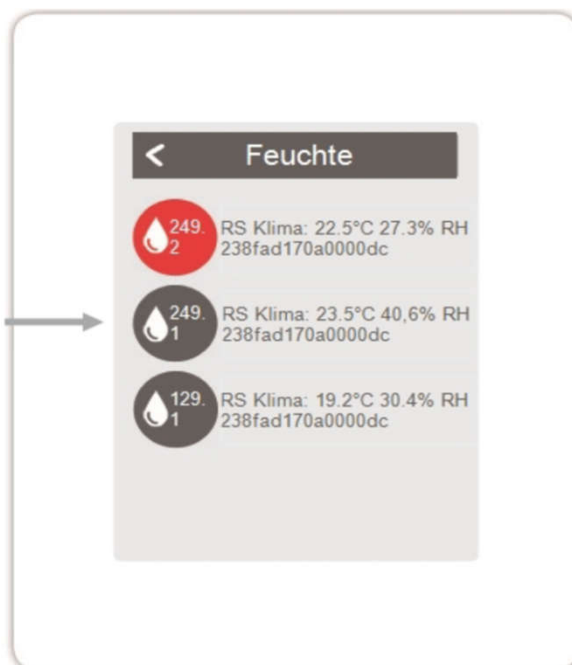 Feuchte
249.
2
RS Klima: 22.5°C 27.3% RH
238fad170a0000dc
249.
1
RS Klima: 23.5°C 40,6% RH
238fad170a0000dc
129.
1
RS Klima: 19.2°C 30.4% RH
238fad170a0000dc